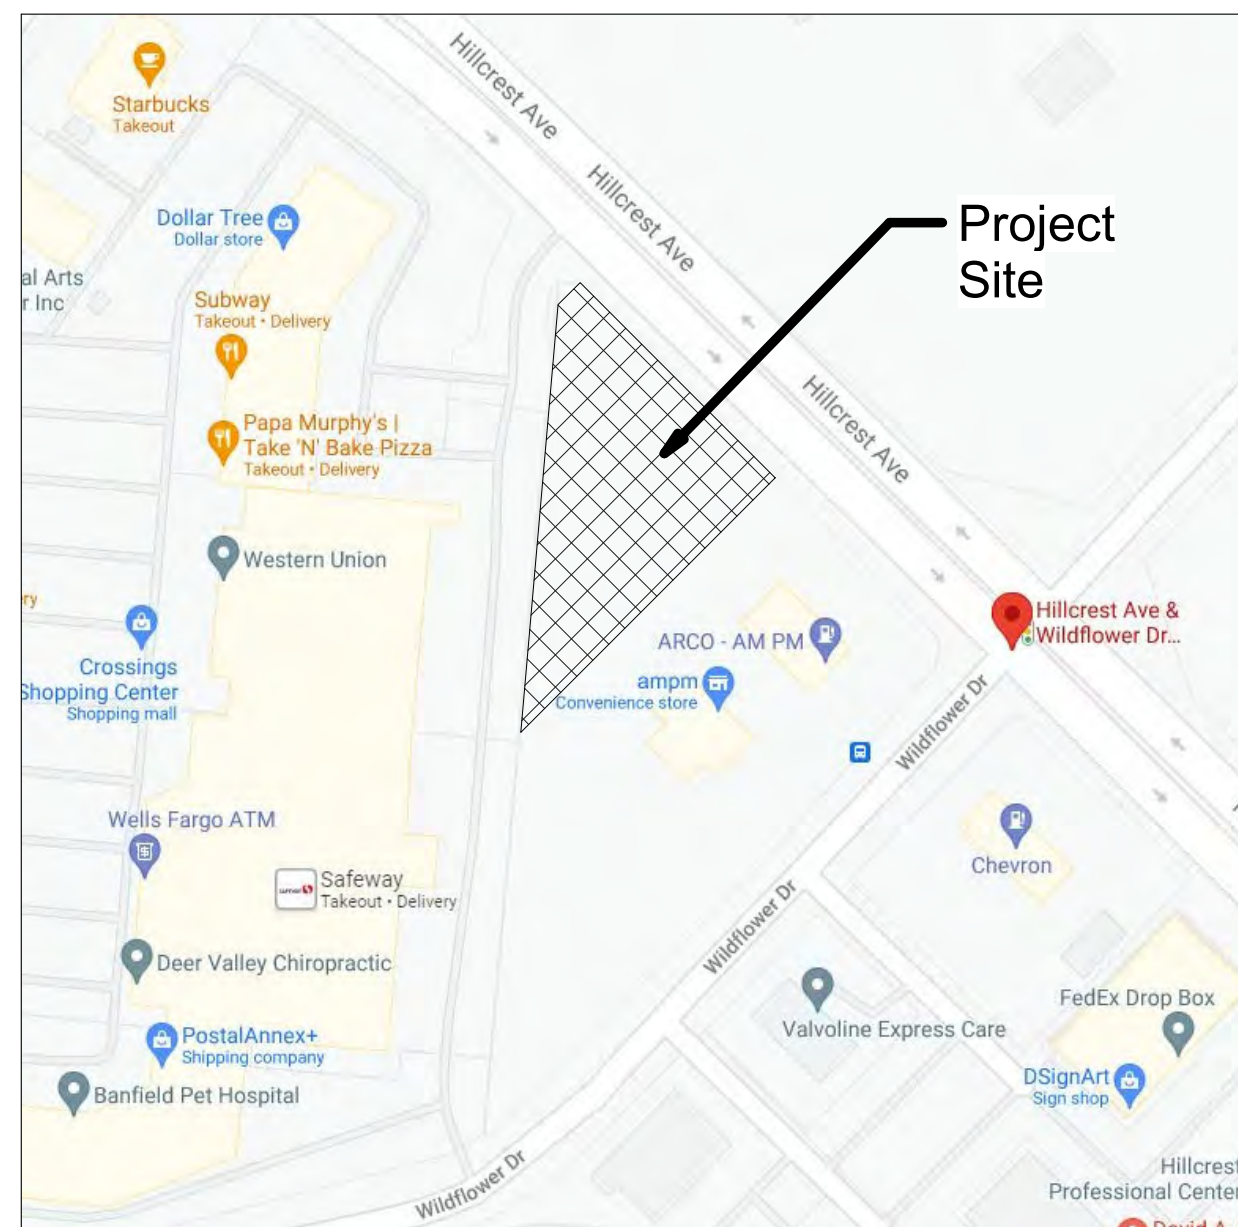 Hillcrest Ave
Starbucks
Takeout
Hillcrest Ave
Project
Site
Dollar Tree
Dollar store
al Arts
r Inc
Subway
Takeout • Delivery
Hillcrest Ave
Papa Murphy's |
Take 'N' Bake Pizza
Takeout • Delivery
Western Union
ry
Hillcrest Ave &
Wildflower Dr...
ARCO - AM PM
Crossings
Shopping Center
Shopping mall
ampm
Convenience store
Wildflower Dr
Wells Fargo ATM
Chevron
Safeway
Takeout • Delivery
Wildflower Dr
Deer Valley Chiropractic
FedEx Drop Box
Valvoline Express Care
PostalAnnex+
Shipping company
DSignArt
Sign shop
Banfield Pet Hospital
Wildflower Dr
Hillcrest
Professional Center
David A